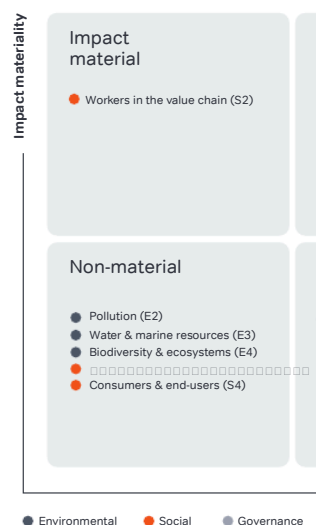 Impact materiality
Impact
material
Workers in the value chain (S2)
Non-material
Pollution (E2)
Water & marine resources (E3)
Biodiversity & ecosystems (E4)
Consumers & end-users (S4)
Environmental
Social
Governance